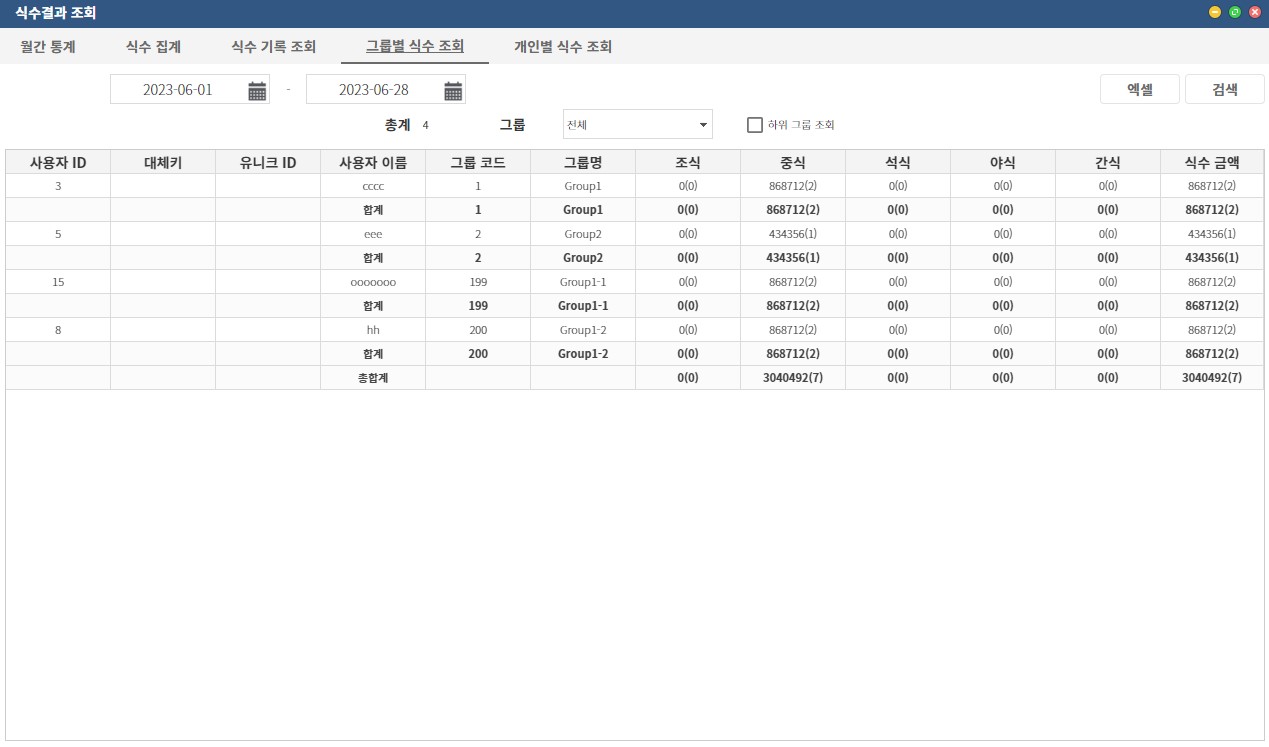 식수결과 조회
월간 통계 식수 집계 식수 기록 조회 그룹별 식수 조회 개인별 식수 조회
2023-06-01 - 2023-06-28 엑셀 검색
총계 4 그룹 전체 하위 그룹 조회
사용자 ID 대체키 유니크 ID 사용자 이름 그룹 코드 그룹명 조식 중식 석식 야식 간식 식수 금액
3 cccc 1 Group1 0(0) 868712(2) 0(0) 0(0) 0(0) 868712(2)
합계 1 Group1 0(0) 868712(2) 0(0) 0(0) 0(0) 868712(2)
5 eee 2 Group2 0(0) 434356(1) 0(0) 0(0) 0(0) 434356(1)
합계 2 Group2 0(0) 434356(1) 0(0) 0(0) 0(0) 434356(1)
15 ooooooo 199 Group1-1 0(0) 868712(2) 0(0) 0(0) 0(0) 868712(2)
합계 199 Group1-1 0(0) 868712(2) 0(0) 0(0) 0(0) 868712(2)
8 hh 200 Group1-2 0(0) 868712(2) 0(0) 0(0) 0(0) 868712(2)
합계 200 Group1-2 0(0) 868712(2) 0(0) 0(0) 0(0) 868712(2)
총합계 0(0) 3040492(7) 0(0) 0(0) 0(0) 3040492(7)